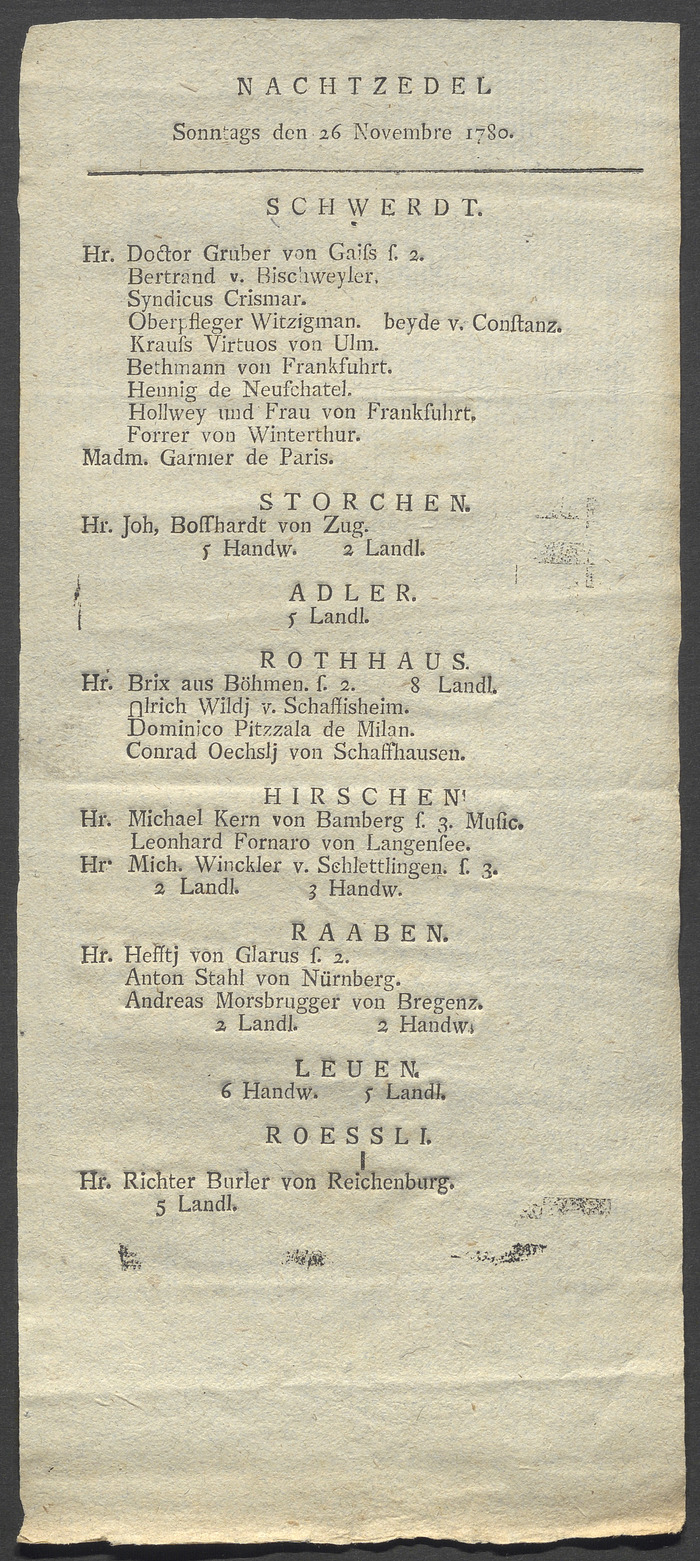 NACHTZEDEL
Sonntags den 26 Novembre 1780.
SCHWERDT.
Hr. Doctor Gruber von Gaiſs ſ. 2.
Bertrand v. Bischweyler.
Syndicus Crismar.
Oberpfleger Witzigman. beyde v. Conſtanz.
Krauſs Virtuos von Ulm.
Bethmann von Frankfuhrt.
Hennig de Neufchatel.
Hollwey und Frau von Frankfuhrt.
Forrer von Winterthur.
Madm. Garnier de Paris.
STORCHEN.
Hr. Joh, Boſſhardt von Zug.
5 Handw. 2 Landl.
ADLER.
5 Landl.
ROTHHAUS.
Hr. Brix aus Böhmen. ſ. 2. 8 Landl.
Ulrich Wildj v. Schaffisheim.
Dominico Pitzzala de Milan.
Conrad Oechslj von Schaffhausen.
HIRSCHEN
Hr. Michael Kern von Bamberg ſ. 3. Muſic.
Leonhard Fornaro von Langenſee.
Hr. Mich. Winckler v. Schlettlingen. ſ. 3.
2 Landl. 3 Handw.
RAABEN.
Hr. Hefftj von Glarus ſ. 2.
Anton Stahl von Nürnberg.
Andreas Morsbrugger von Bregenz.
2 Landl. 2 Handw.
LEUEN.
6 Handw. 5 Landl.
ROESSLI.
Hr. Richter Burler von Reichenburg.
5 Landl.